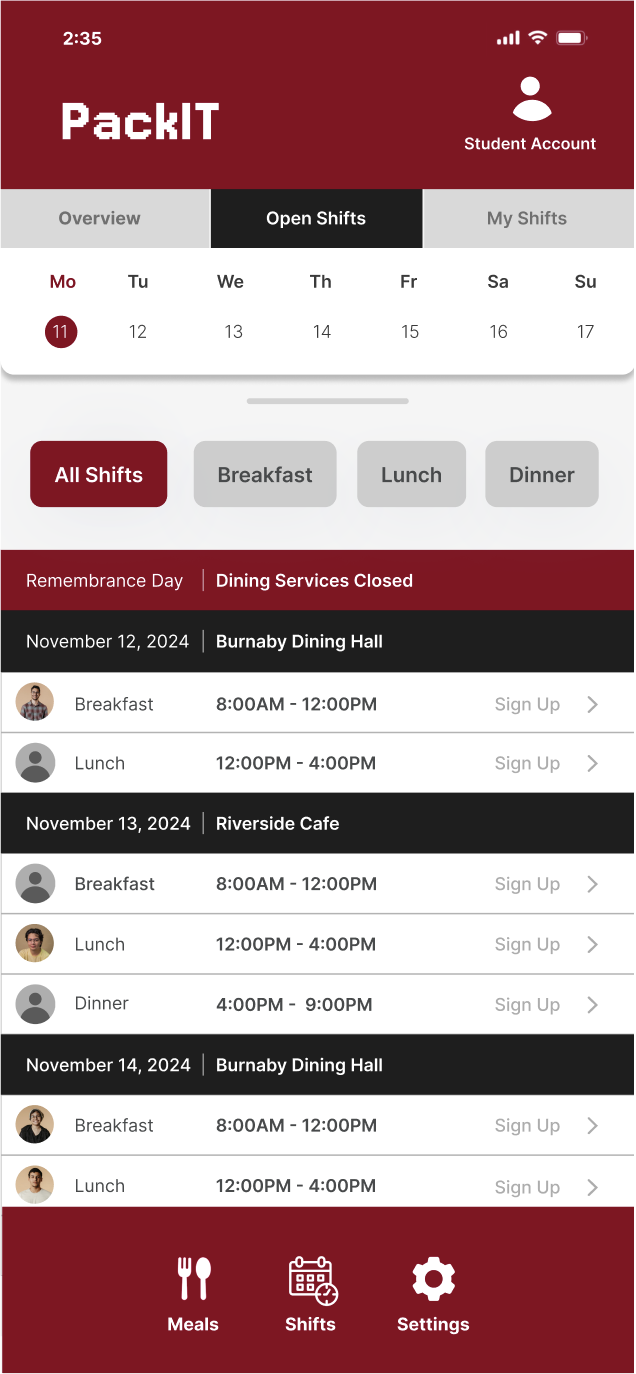 2:35
PackIT
Student Account
Overview Open Shifts My Shifts
Mo Tu We Th Fr Sa Su
11 12 13 14 15 16 17
All Shifts Breakfast Lunch Dinner
Remembrance Day Dining Services Closed
November 12, 2024 Burnaby Dining Hall
Breakfast 8:00AM - 12:00PM Sign Up
Lunch 12:00PM - 4:00PM Sign Up
November 13, 2024 Riverside Cafe
Breakfast 8:00AM - 12:00PM Sign Up
Lunch 12:00PM - 4:00PM Sign Up
Dinner 4:00PM - 9:00PM Sign Up
November 14, 2024 Burnaby Dining Hall
Breakfast 8:00AM - 12:00PM Sign Up
Lunch 12:00PM - 4:00PM Sign Up
Meals Shifts Settings